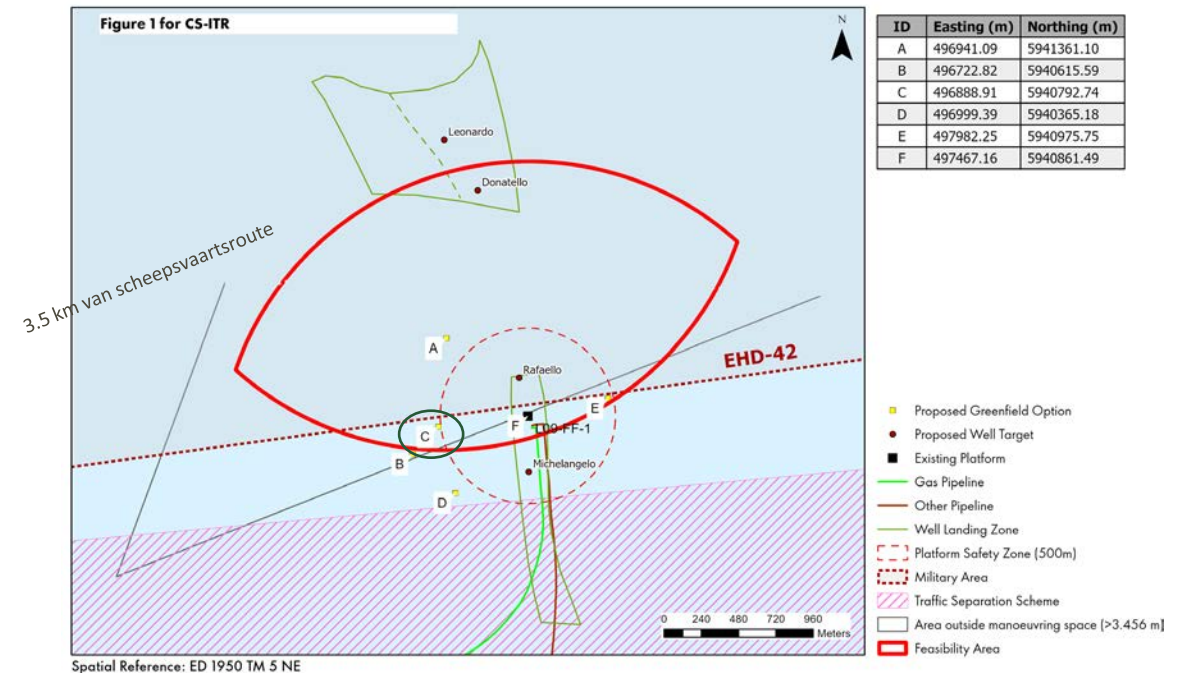 Figure 1 for CS-ITR
N
ID Easting (m) Northing (m)
A 496941.09 5941361.10
B 496722.82 5940615.59
C 496888.91 5940792.74
D 496999.39 5940365.18
E 497982.25 5940975.75
F 497467.16 5940861.49
Leonardo
Donatello
3.5 km van scheepsvaartsroute
A
EHD-42
Rafaello
E
C
F
L09-FF-1
B
Michelangelo
D
Proposed Greenfield Option
Proposed Well Target
Existing Platform
Gas Pipeline
Other Pipeline
Well Landing Zone
Platform Safety Zone (500m)
Military Area
Traffic Separation Scheme
Area outside manoeuvring space (>3.456 m)
Feasibility Area
0 240 480 720 960
Meters
Spatial Reference: ED 1950 TM 5 NE